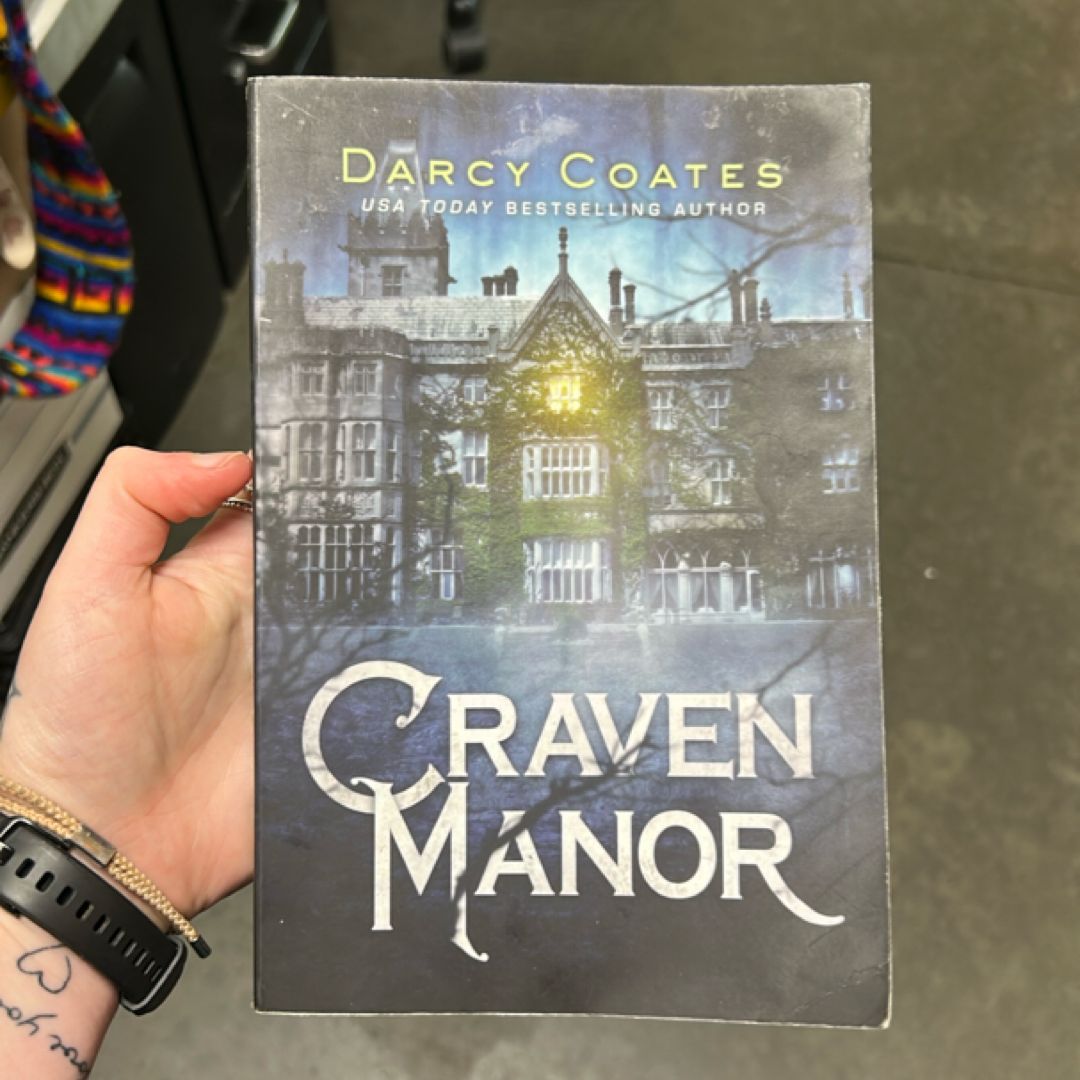 DARCY COATES
USA TODAY BESTSELLING AUTHOR
CRAVEN
MANOR